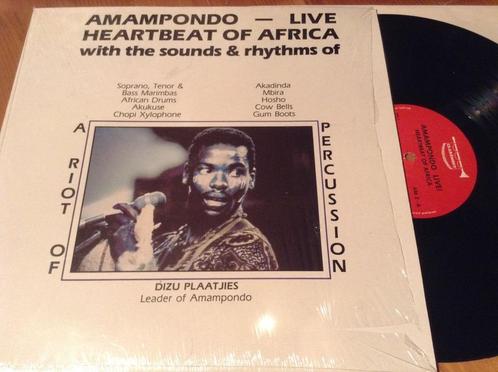 AMAMPONDO — LIVE
HEARTBEAT OF AFRICA
with the sounds & rhythms of
Soprano, Tenor &
Bass Marimbas
African Drums
Akukuse
Chopi Xylophone
Akadinda
Mbira
Hosho
Cow Bells
Gum Boots
A RIOT OF
PERCUSSION
DIZU PLAATJIES
Leader of Amampondo
AMAMPONDO, LIVE!
HEARTBEAT OF AFRICA